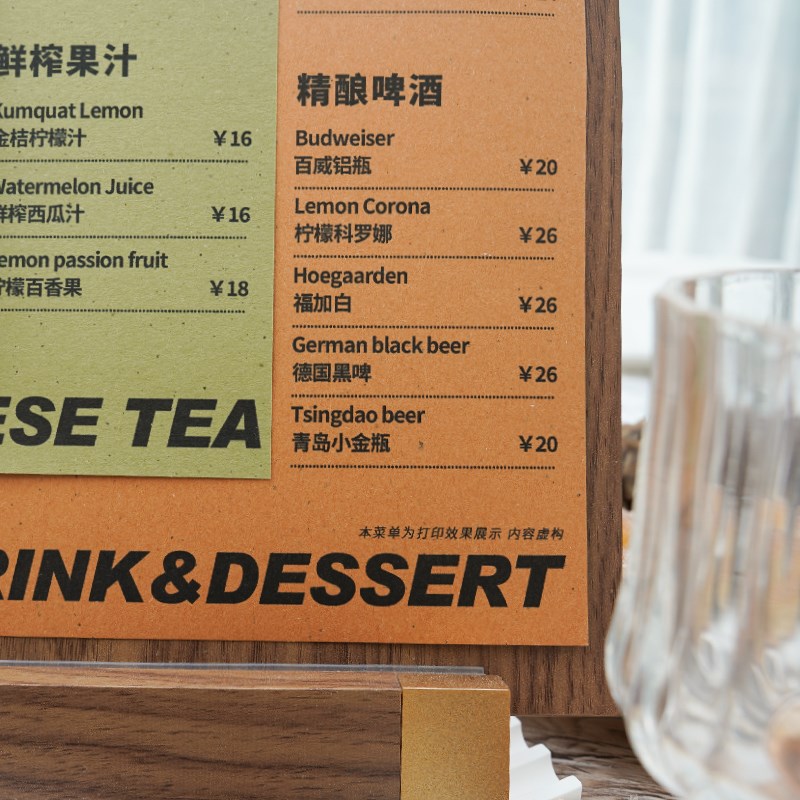 鲜榨果汁
Kumquat Lemon
金桔柠檬汁 ¥16
Watermelon Juice
鲜榨西瓜汁 ¥16
Lemon passion fruit
柠檬百香果 ¥18
ESE TEA
精酿啤酒
Budweiser
百威铝瓶 ¥20
Lemon Corona
柠檬科罗娜 ¥26
Hoegaarden
福加白 ¥26
German black beer
德国黑啤 ¥26
Tsingdao beer
青岛小金瓶 ¥20
本菜单为打印效果展示 内容虚构
RINK&DESSERT